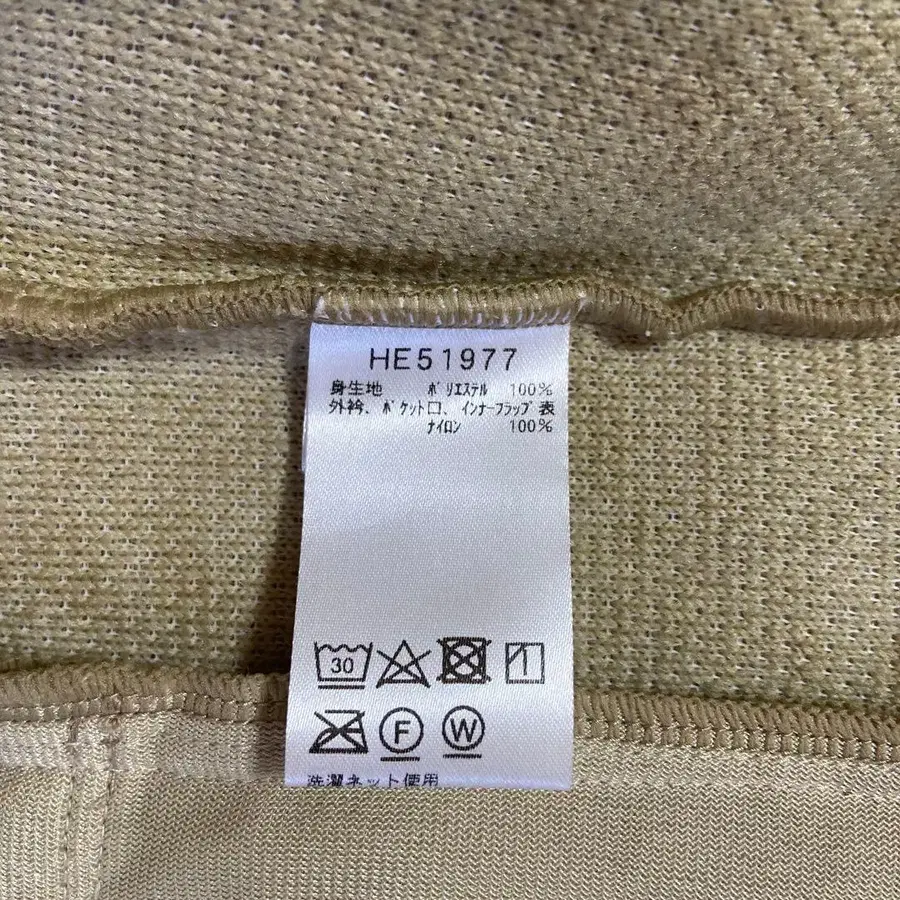 HE51977
身生地 ポリエステル 100%
外衿、ポケット口、インナーフラップ表
ナイロン 100%
30
F W
洗濯ネット使用